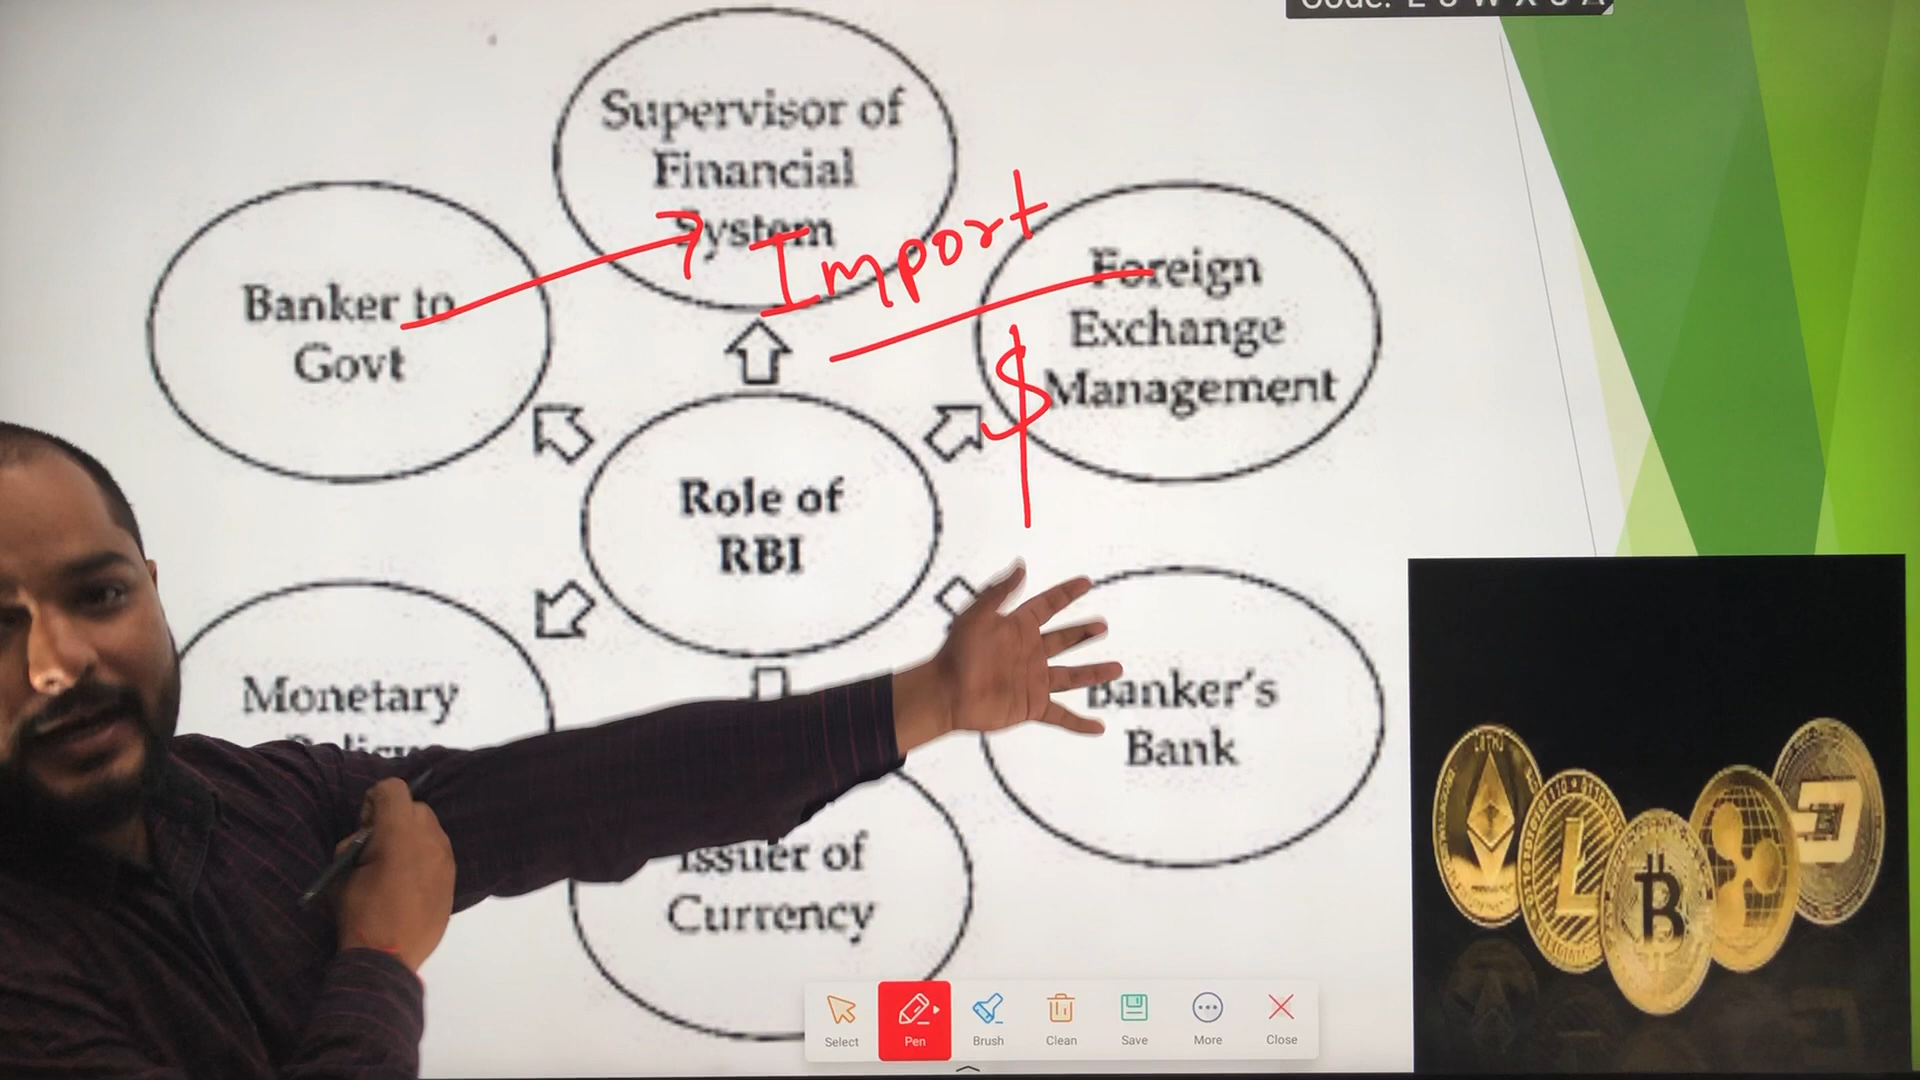 Supervisor of
Financial
System
Import
Banker to
Govt
Foreign
Exchange
Management
$
Role of
RBI
Monetary
Policy
Banker's
Bank
Issuer of
Currency
Select
Pen
Brush
Clean
Save
More
Close